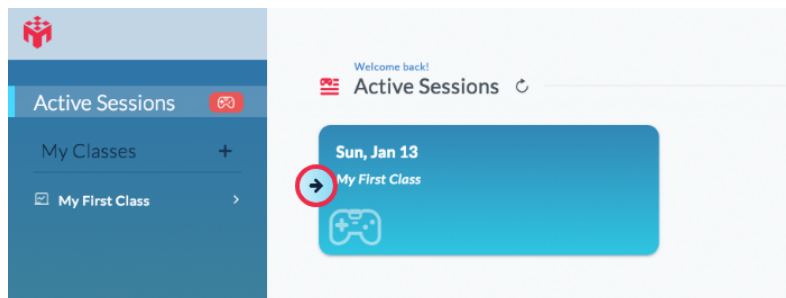 Active Sessions
My Classes
My First Class
Welcome back!
Active Sessions
Sun, Jan 13
My First Class